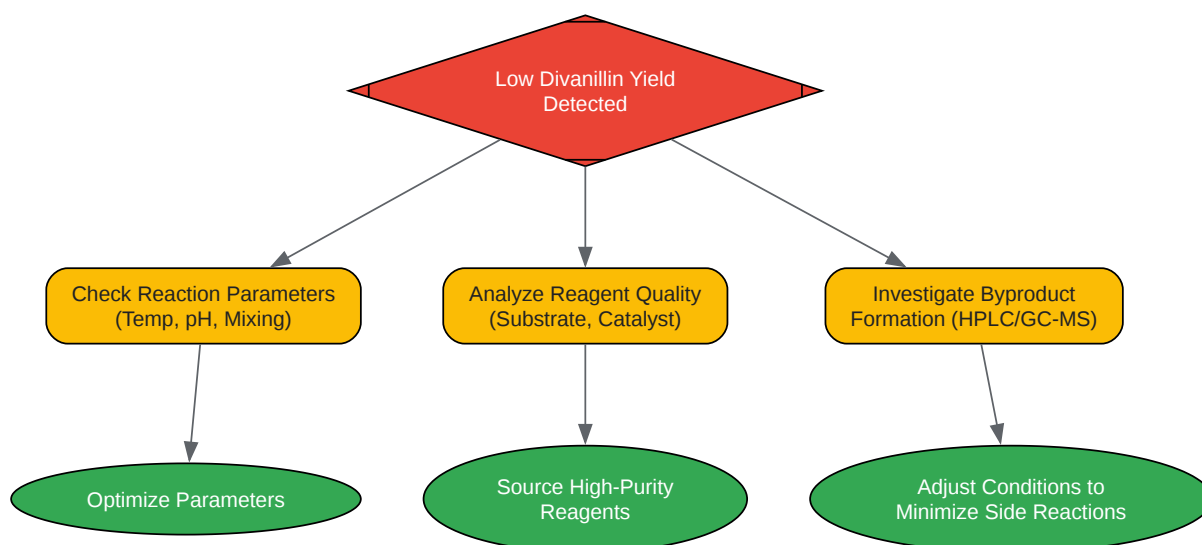 Low Divanillin Yield
Detected
Check Reaction Parameters
(Temp, pH, Mixing)
Analyze Reagent Quality
(Substrate, Catalyst)
Investigate Byproduct
Formation (HPLC/GC-MS)
Optimize Parameters
Source High-Purity
Reagents
Adjust Conditions to
Minimize Side Reactions